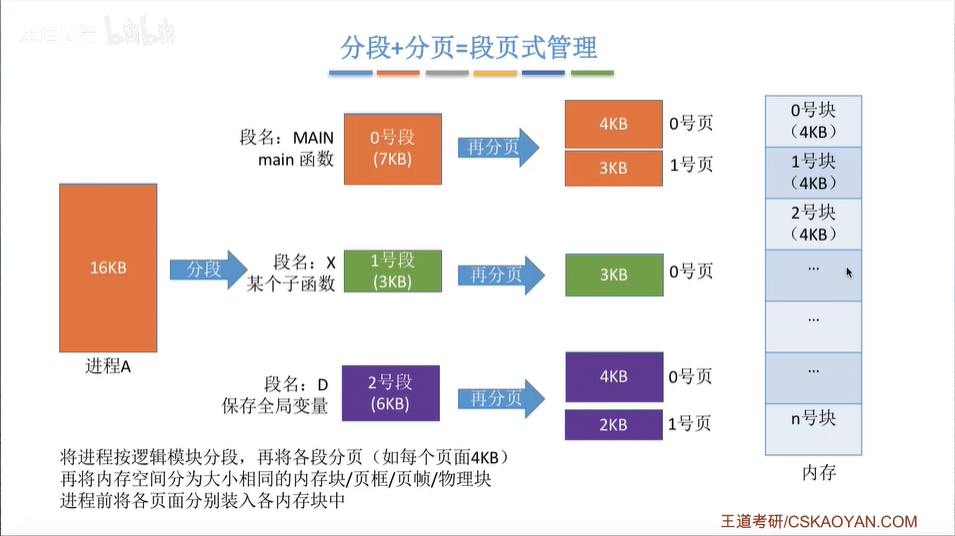 分段+分页=段页式管理
段名：MAIN
main 函数
0号段
(7KB)
再分页
4KB
0号页
3KB
1号页
16KB
进程A
分段
段名：X
某个子函数
1号段
(3KB)
再分页
3KB
0号页
段名：D
保存全局变量
2号段
(6KB)
再分页
4KB
0号页
2KB
1号页
0号块
（4KB）
1号块
（4KB）
2号块
（4KB）
...
...
...
n号块
内存
将进程按逻辑模块分段，再将各段分页（如每个页面4KB）
再将内存空间分为大小相同的内存块/页框/页帧/物理块
进程前将各页面分别装入各内存块中
王道考研/CSKAOYAN.COM
bilibili